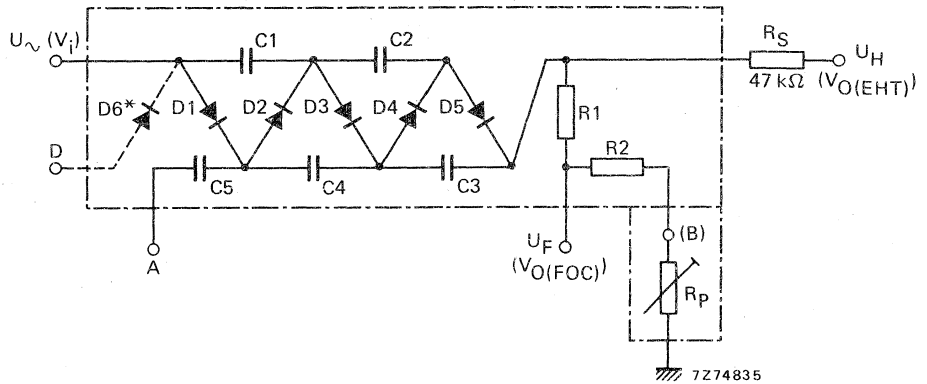 U∼ (Vi)
C1
C2
RS
UH
47 kΩ
(VO(EHT))
D6*
D1
D2
D3
D4
D5
R1
D
R2
C5
C4
C3
A
UF
(VO(FOC))
(B)
RP
7Z74835